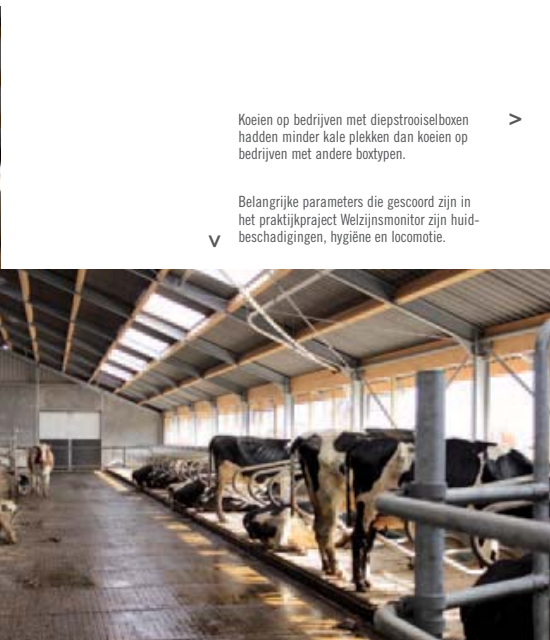 Koeien op bedrijven met diepstrooiselboxen >
hadden minder kale plekken dan koeien op
bedrijven met andere boxtypen.
Belangrijke parameters die gescoord zijn in
het praktijkpraject Welzijnsmonitor zijn huid-
v beschadigingen, hygiëne en locomotie.